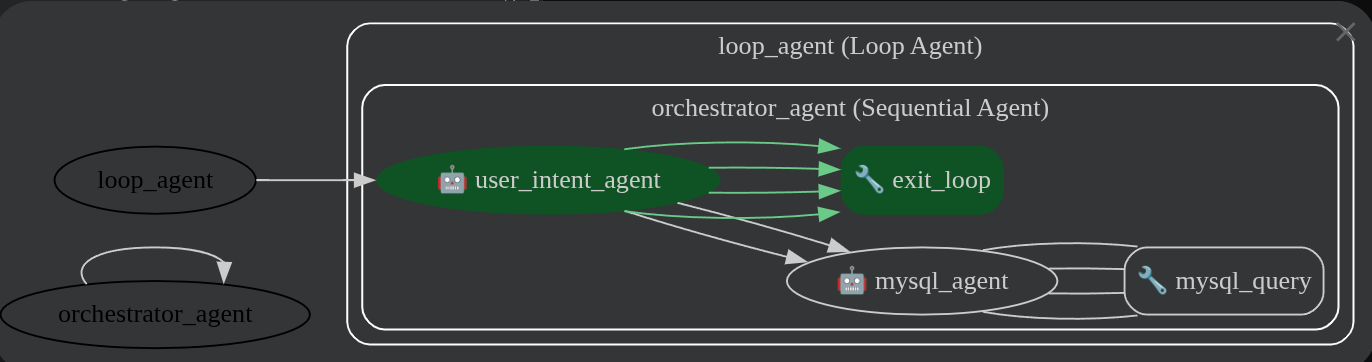 loop_agent (Loop Agent)
orchestrator_agent (Sequential Agent)
loop_agent
🤖 user_intent_agent
🔧 exit_loop
orchestrator_agent
🤖 mysql_agent
🔧 mysql_query